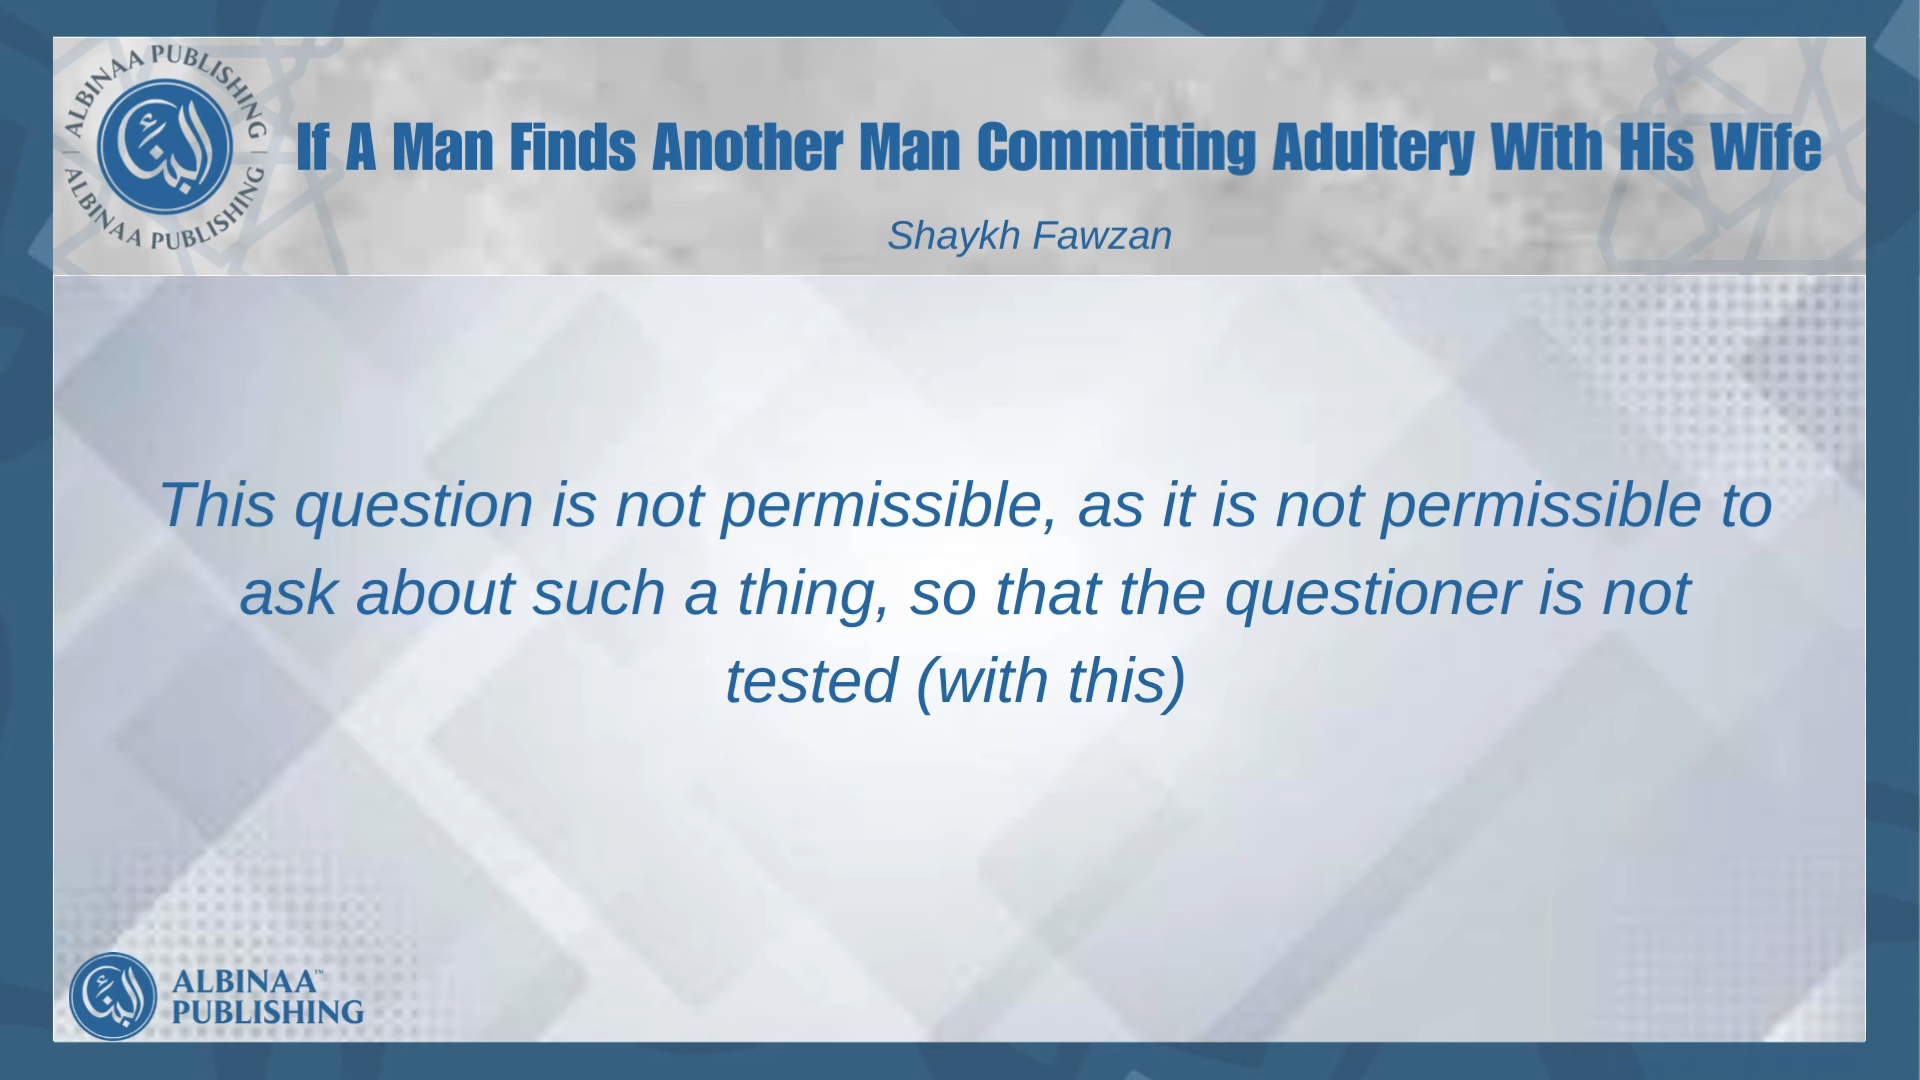 ALBINAA PUBLISHING
ALBINAA PUBLISHING
If A Man Finds Another Man Committing Adultery With His Wife
Shaykh Fawzan
This question is not permissible, as it is not permissible to
ask about such a thing, so that the questioner is not
tested (with this)
ALBINAA™
PUBLISHING